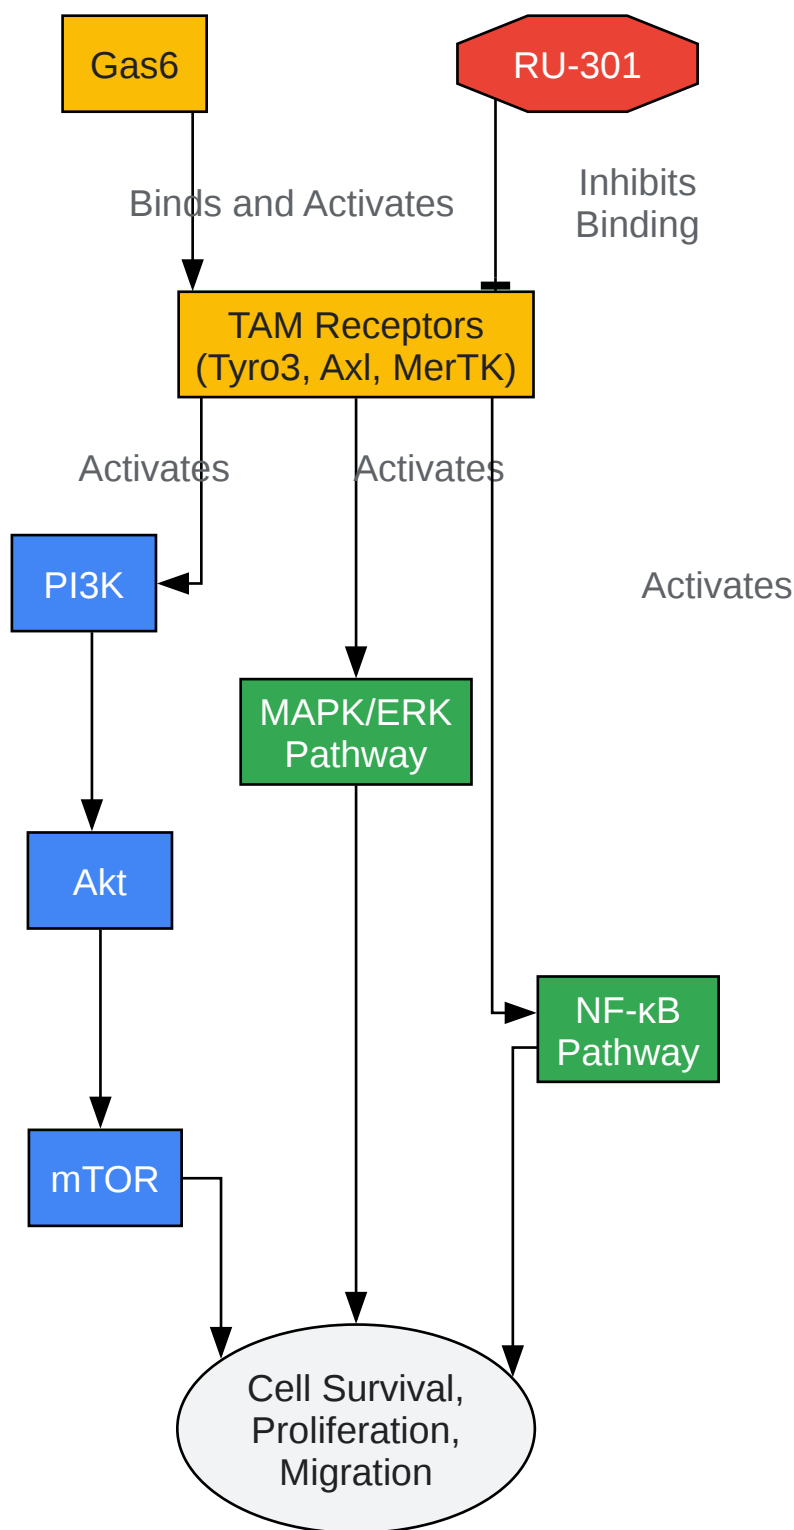 Gas6
RU-301
Binds and Activates
Inhibits
Binding
TAM Receptors
(Tyro3, Axl, MerTK)
Activates
Activates
Activates
PI3K
MAPK/ERK
Pathway
Akt
NF-κB
Pathway
mTOR
Cell Survival,
Proliferation,
Migration